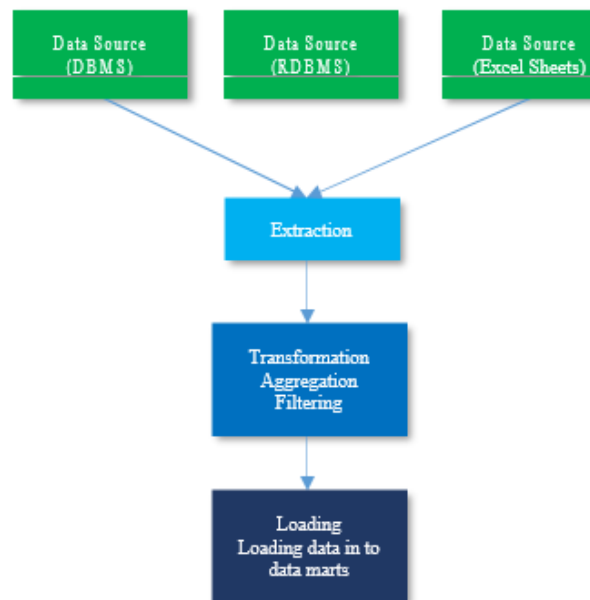 Data Source
(DBMS)
Data Source
(RDBMS)
Data Source
(Excel Sheets)
Extraction
Transformation
Aggregation
Filtering
Loading
Loading data in to
data marts